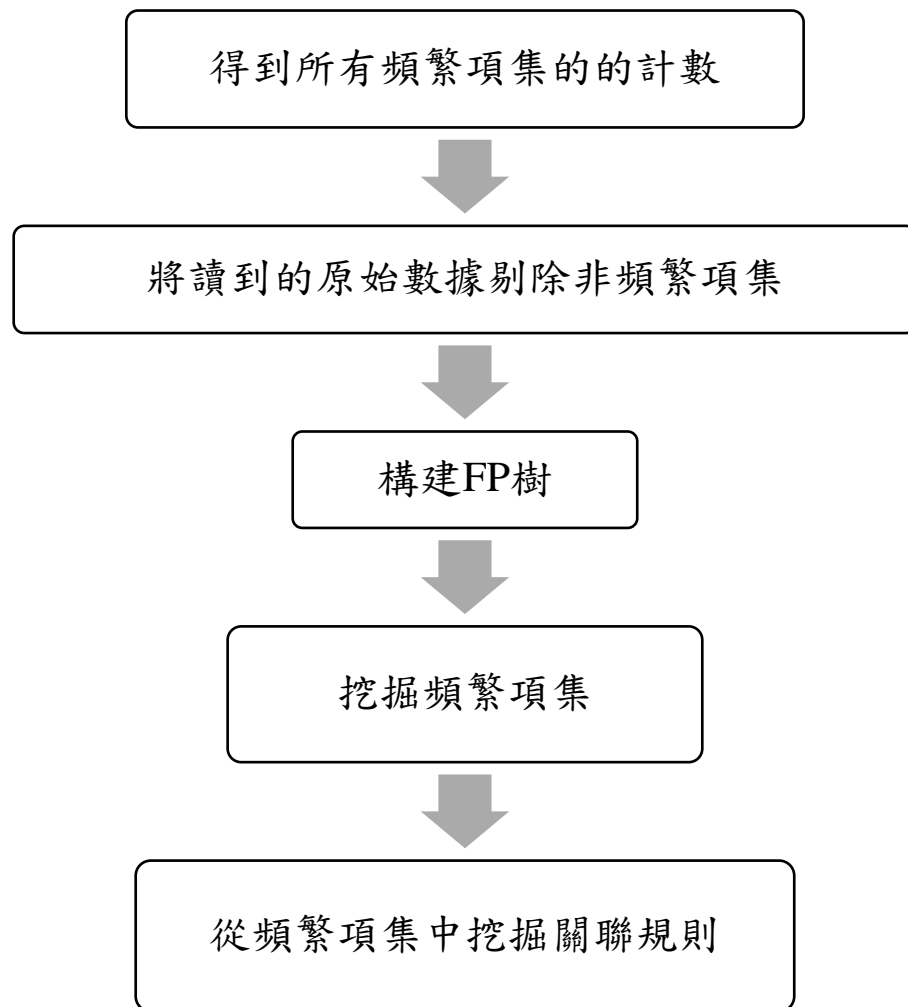 得到所有頻繁項集的的計數
將讀到的原始數據剔除非頻繁項集
構建FP樹
挖掘頻繁項集
從頻繁項集中挖掘關聯規則